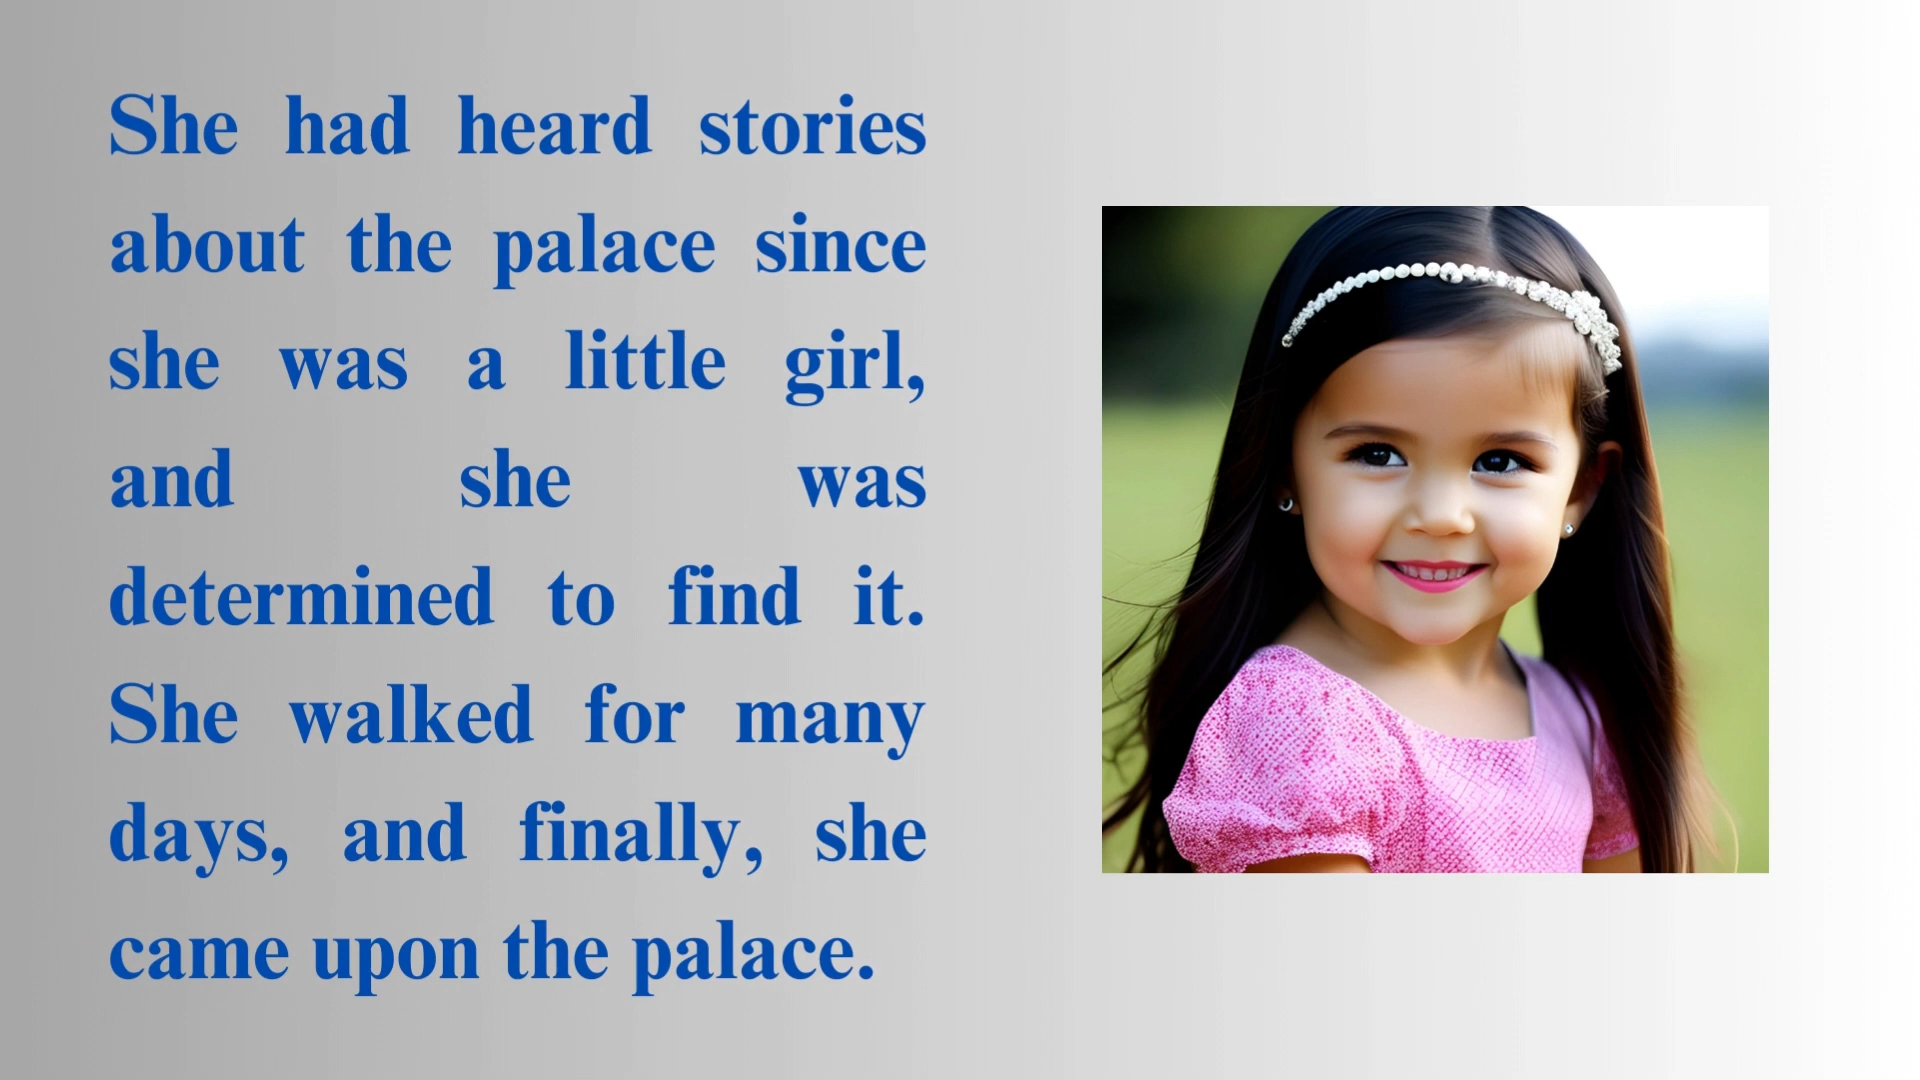 She had heard stories
about the palace since
she was a little girl,
and she was
determined to find it.
She walked for many
days, and finally, she
came upon the palace.